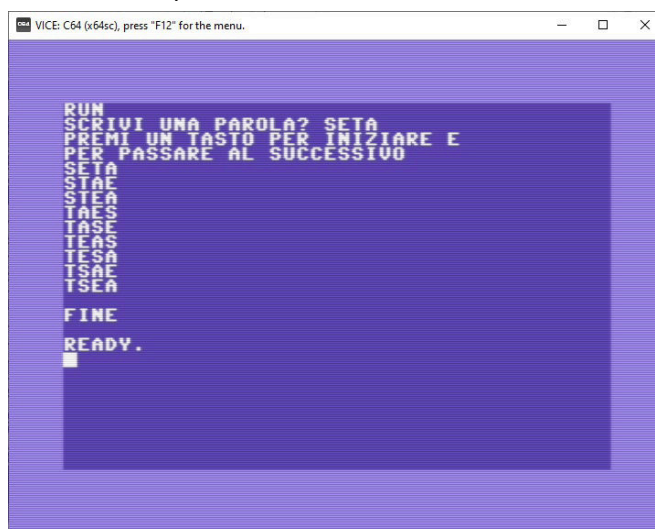 C64
VICE: C64 (x64sc), press "F12" for the menu.
RUN
SCRIVI UNA PAROLA? SETA
PREMI UN TASTO PER INIZIARE E
PER PASSARE AL SUCCESSIVO
SETA
STAE
STEA
TAES
TASE
TEAS
TESA
TSAE
TSEA
FINE
READY.